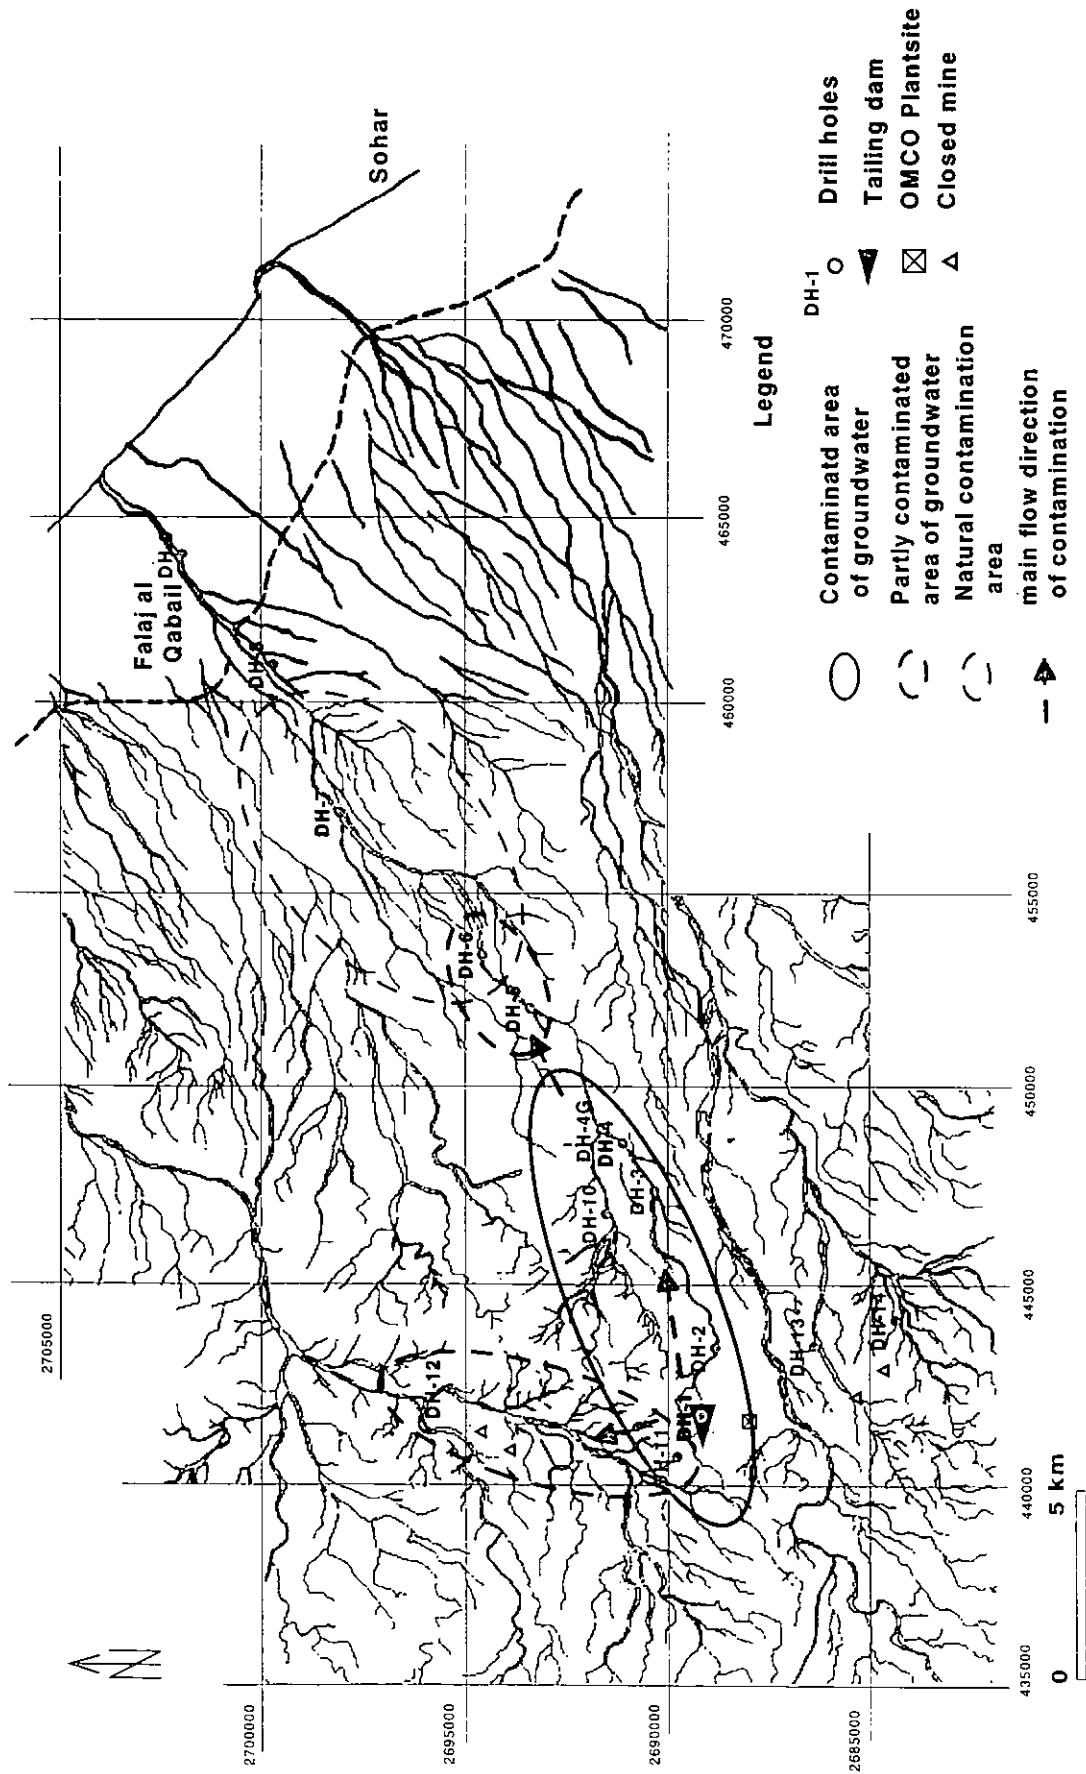 Sohar
Falaj al
Qabail
DH
DH-8
DH-7
DH-6
DH-5
DH-4G
DH-4
DH-3
DH-10
DH-2
DH-1
DH-11
DH-12
DH-13
DH-14
N
2705000
2700000
2695000
2690000
2685000
435000
440000
445000
450000
455000
460000
465000
470000
0
5 km
Legend
Contaminatd area
of groundwater
Partly contaminated
area of groundwater
Natural contamination
area
main flow direction
of contamination
DH-1
Drill holes
Tailing dam
OMCO Plantsite
Closed mine